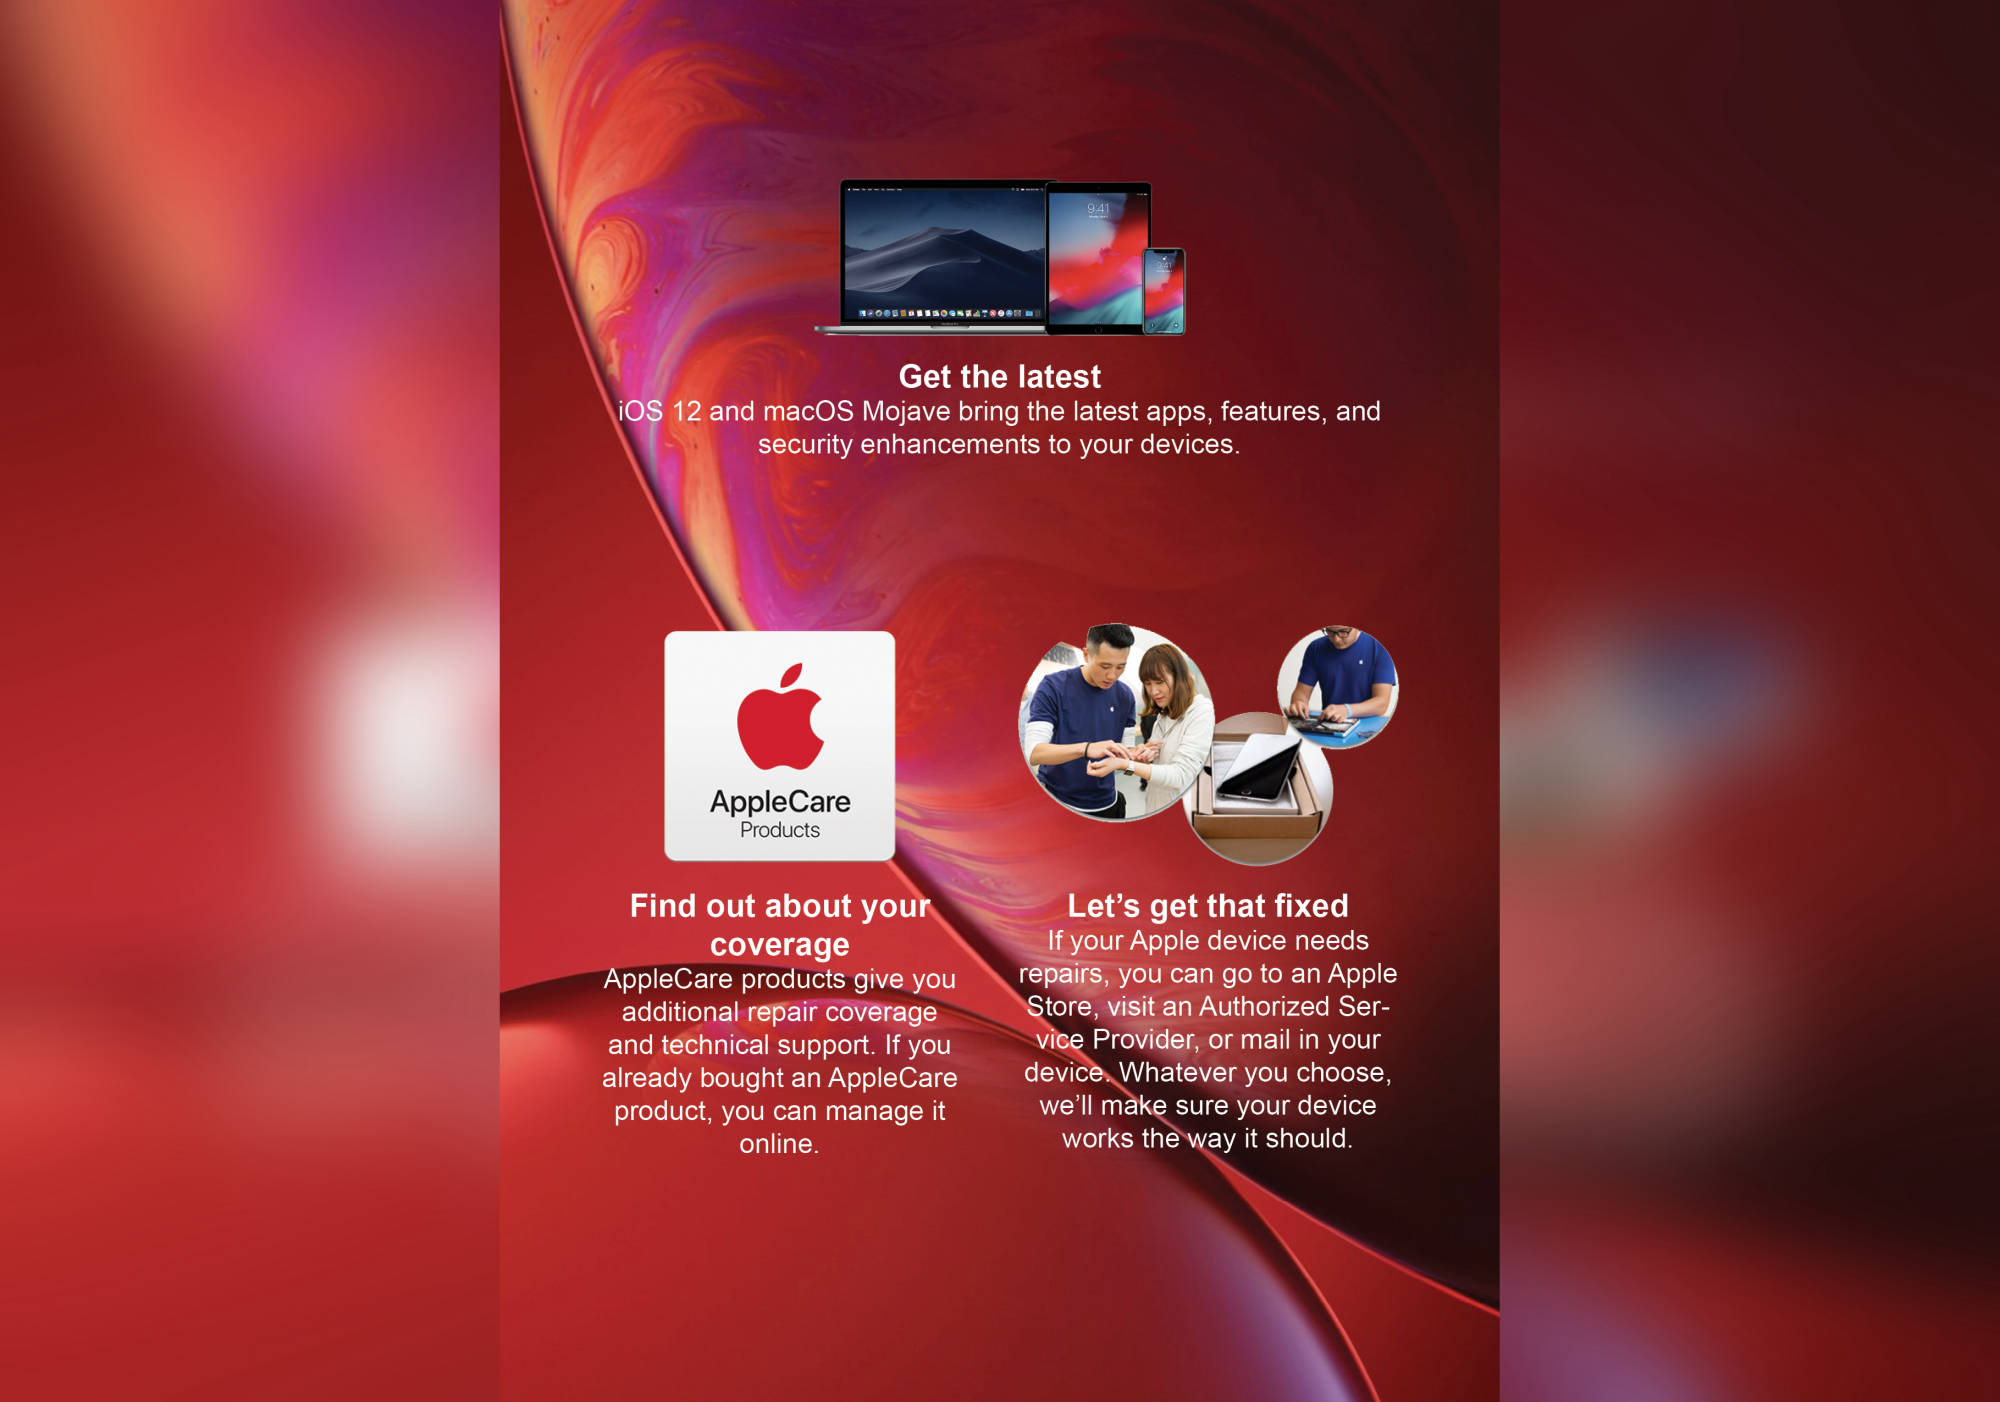 9:41
9:41
Get the latest
iOS 12 and macOS Mojave bring the latest apps, features, and
security enhancements to your devices.
AppleCare
Products
Find out about your
coverage
AppleCare products give you
additional repair coverage
and technical support. If you
already bought an AppleCare
product, you can manage it
online.
Let’s get that fixed
If your Apple device needs
repairs, you can go to an Apple
Store, visit an Authorized Ser-
vice Provider, or mail in your
device. Whatever you choose,
we’ll make sure your device
works the way it should.